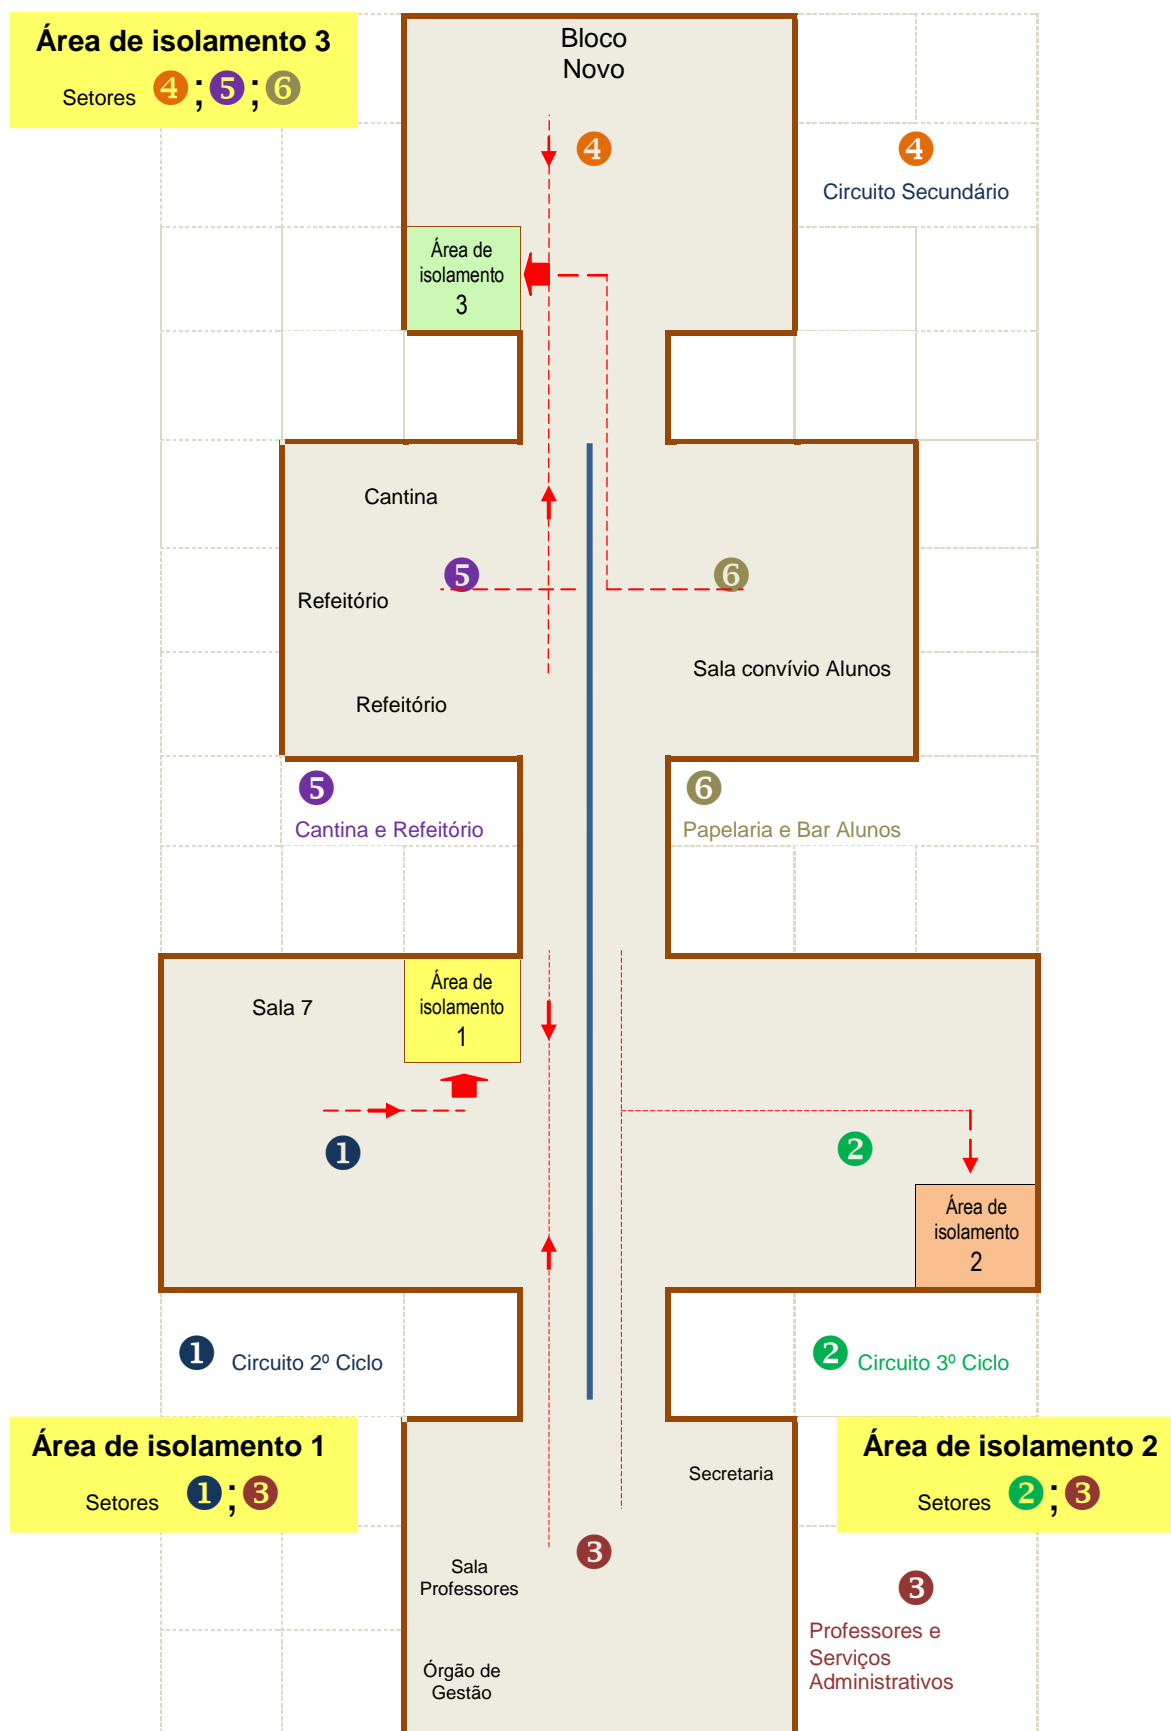 Área de isolamento 3
Setores 4 ; 5 ; 6
Bloco
Novo
4
4
Circuito Secundário
Área de
isolamento
3
Cantina
5
6
Refeitório
Sala convívio Alunos
Refeitório
5
Cantina e Refeitório
6
Papelaria e Bar Alunos
Sala 7
Área de
isolamento
1
1
2
Área de
isolamento
2
1 Circuito 2º Ciclo
2 Circuito 3º Ciclo
Área de isolamento 1
Setores 1 ; 3
Secretaria
Área de isolamento 2
Setores 2 ; 3
3
Sala
Professores
3
Professores e
Serviços
Administrativos
Órgão de
Gestão